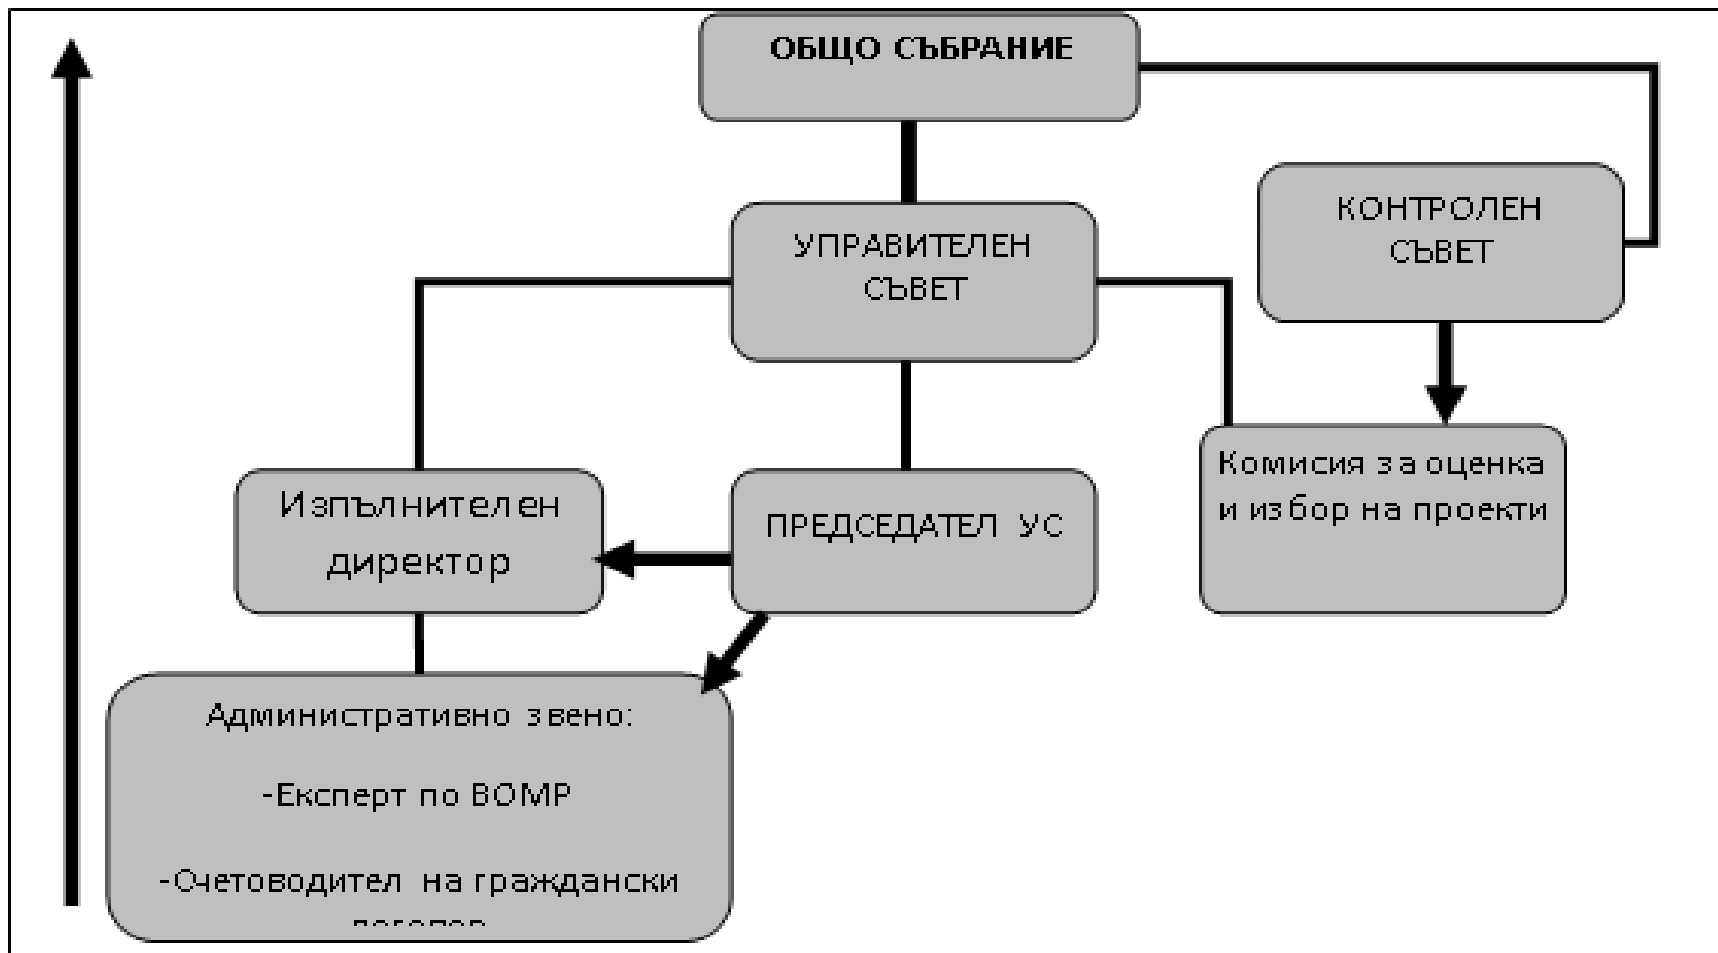 ОБЩО СЪБРАНИЕ
КОНТРОЛЕН
СЪВЕТ
УПРАВИТЕЛЕН
СЪВЕТ
Комисия за оценка
и избор на проекти
Изпълнителен
директор
ПРЕДСЕДАТЕЛ УС
Административно звено:
-Експерт по ВОМР
-Счетоводител на граждански